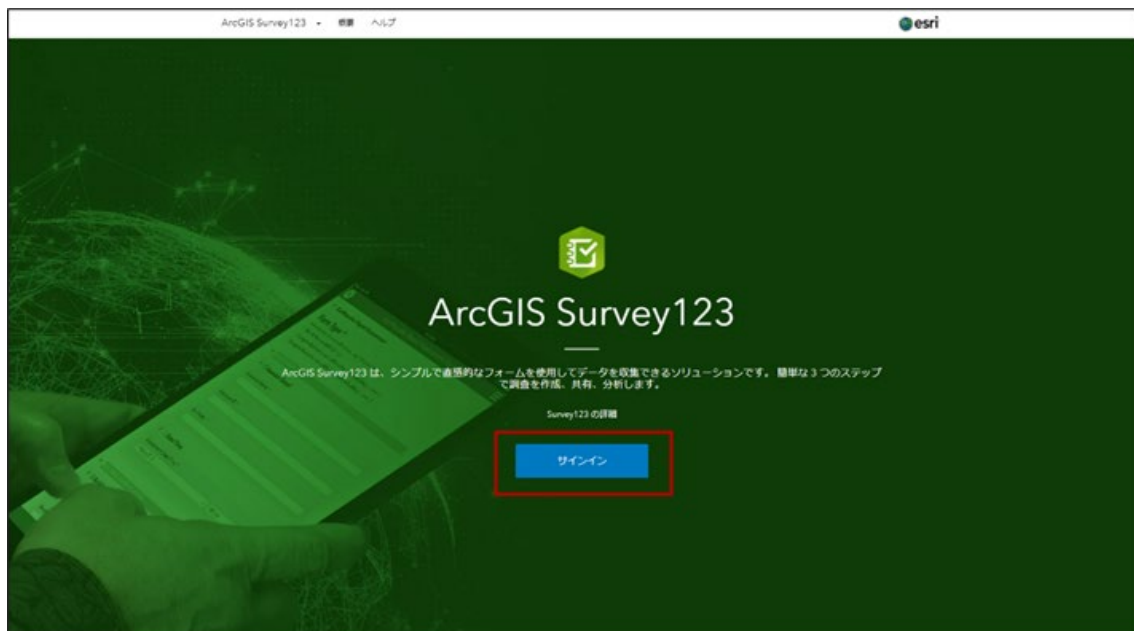 ArcGIS Survey123 概要 ヘルプ
esri
ArcGIS Survey123
ArcGIS Survey123 は、シンプルで直感的なフォームを使用してデータを収集できるソリューションです。 簡単な 3 つのステップ
で調査を作成、共有、分析します。
Survey123 の詳細
サインイン